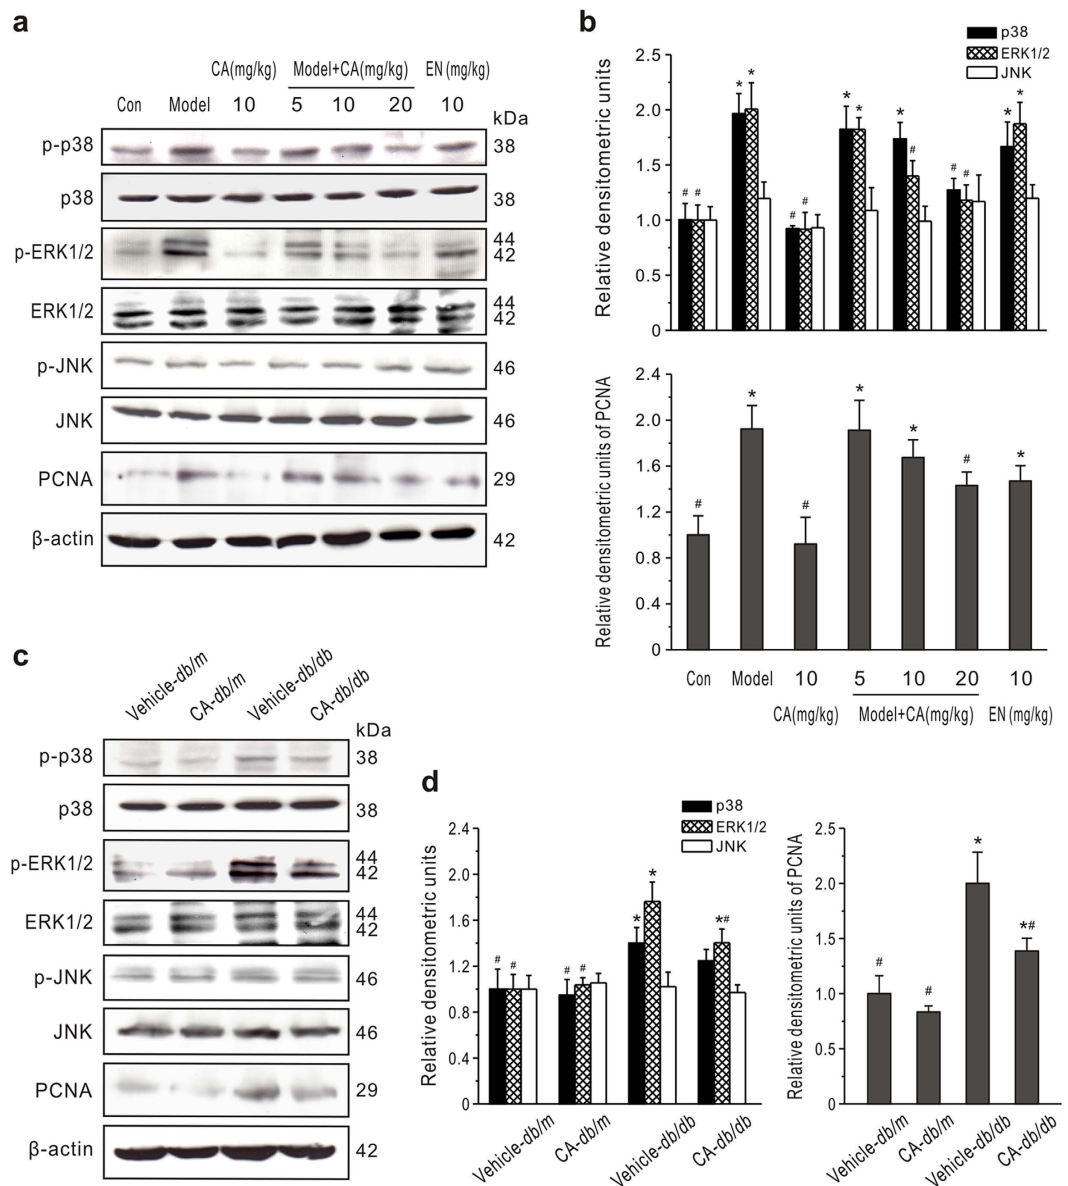 a
CA(mg/kg) Model+CA(mg/kg) EN (mg/kg)
Con Model 10 5 10 20 10
kDa
p-p38 38
p38 38
p-ERK1/2 44
42
ERK1/2 44
42
p-JNK 46
JNK 46
PCNA 29
β-actin 42
b
p38
ERK1/2
JNK
Relative densitometric units
2.5
2.0
1.5
1.0
0.5
0
# # * * # # * * * # # # * *
Relative densitometric units of PCNA
2.4
2.0
1.6
1.2
0.8
0.4
0
# * # * * # *
Con Model 10 5 10 20 10
CA(mg/kg) Model+CA(mg/kg) EN (mg/kg)
c
Vehicle-db/m CA-db/m Vehicle-db/db CA-db/db
kDa
p-p38 38
p38 38
p-ERK1/2 44
42
ERK1/2 44
42
p-JNK 46
JNK 46
PCNA 29
β-actin 42
d
p38
ERK1/2
JNK
Relative densitometric units
2.4
2.0
1.6
1.2
0.8
0.4
0
# # # # * * *#
Vehicle-db/m CA-db/m Vehicle-db/db CA-db/db
Relative densitometric units of PCNA
2.5
2.0
1.5
1.0
0.5
0
# # * *#
Vehicle-db/m CA-db/m Vehicle-db/db CA-db/db